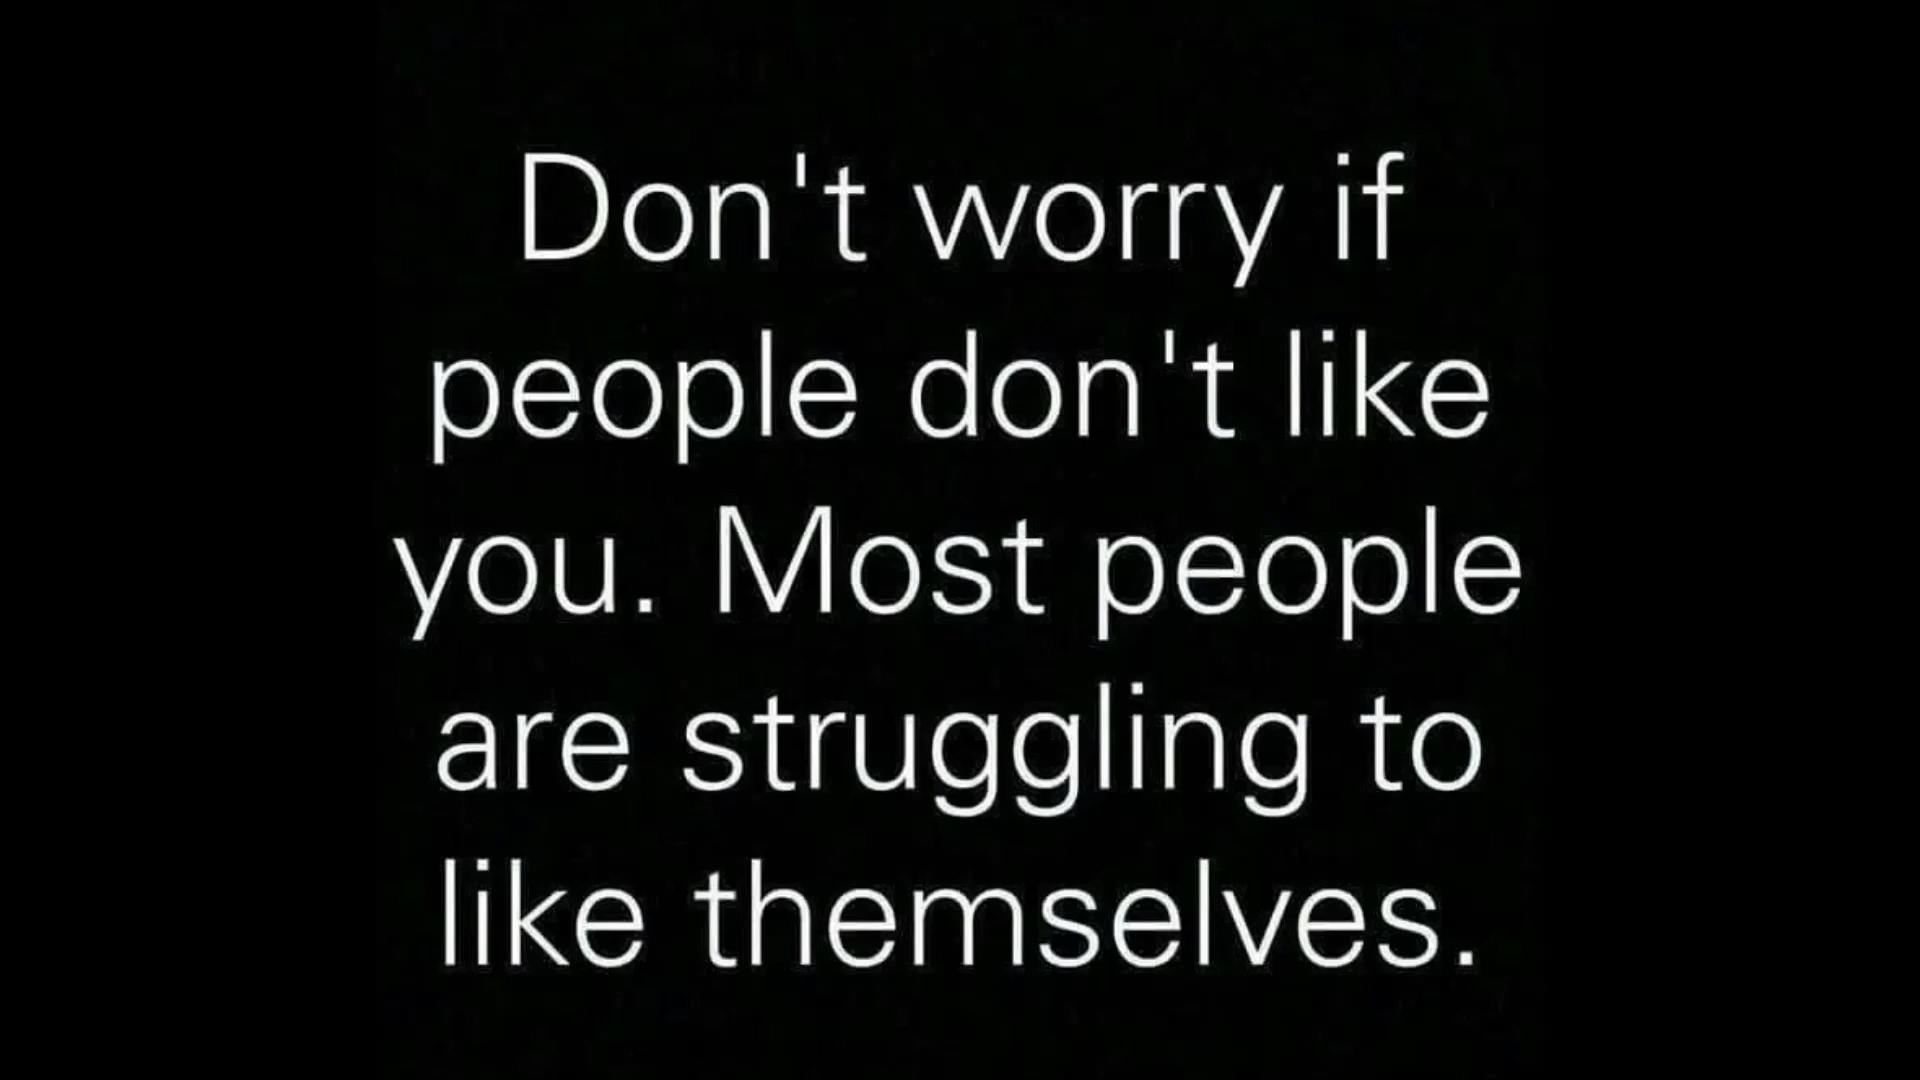 Don't worry if
people don't like
you. Most people
are struggling to
like themselves.